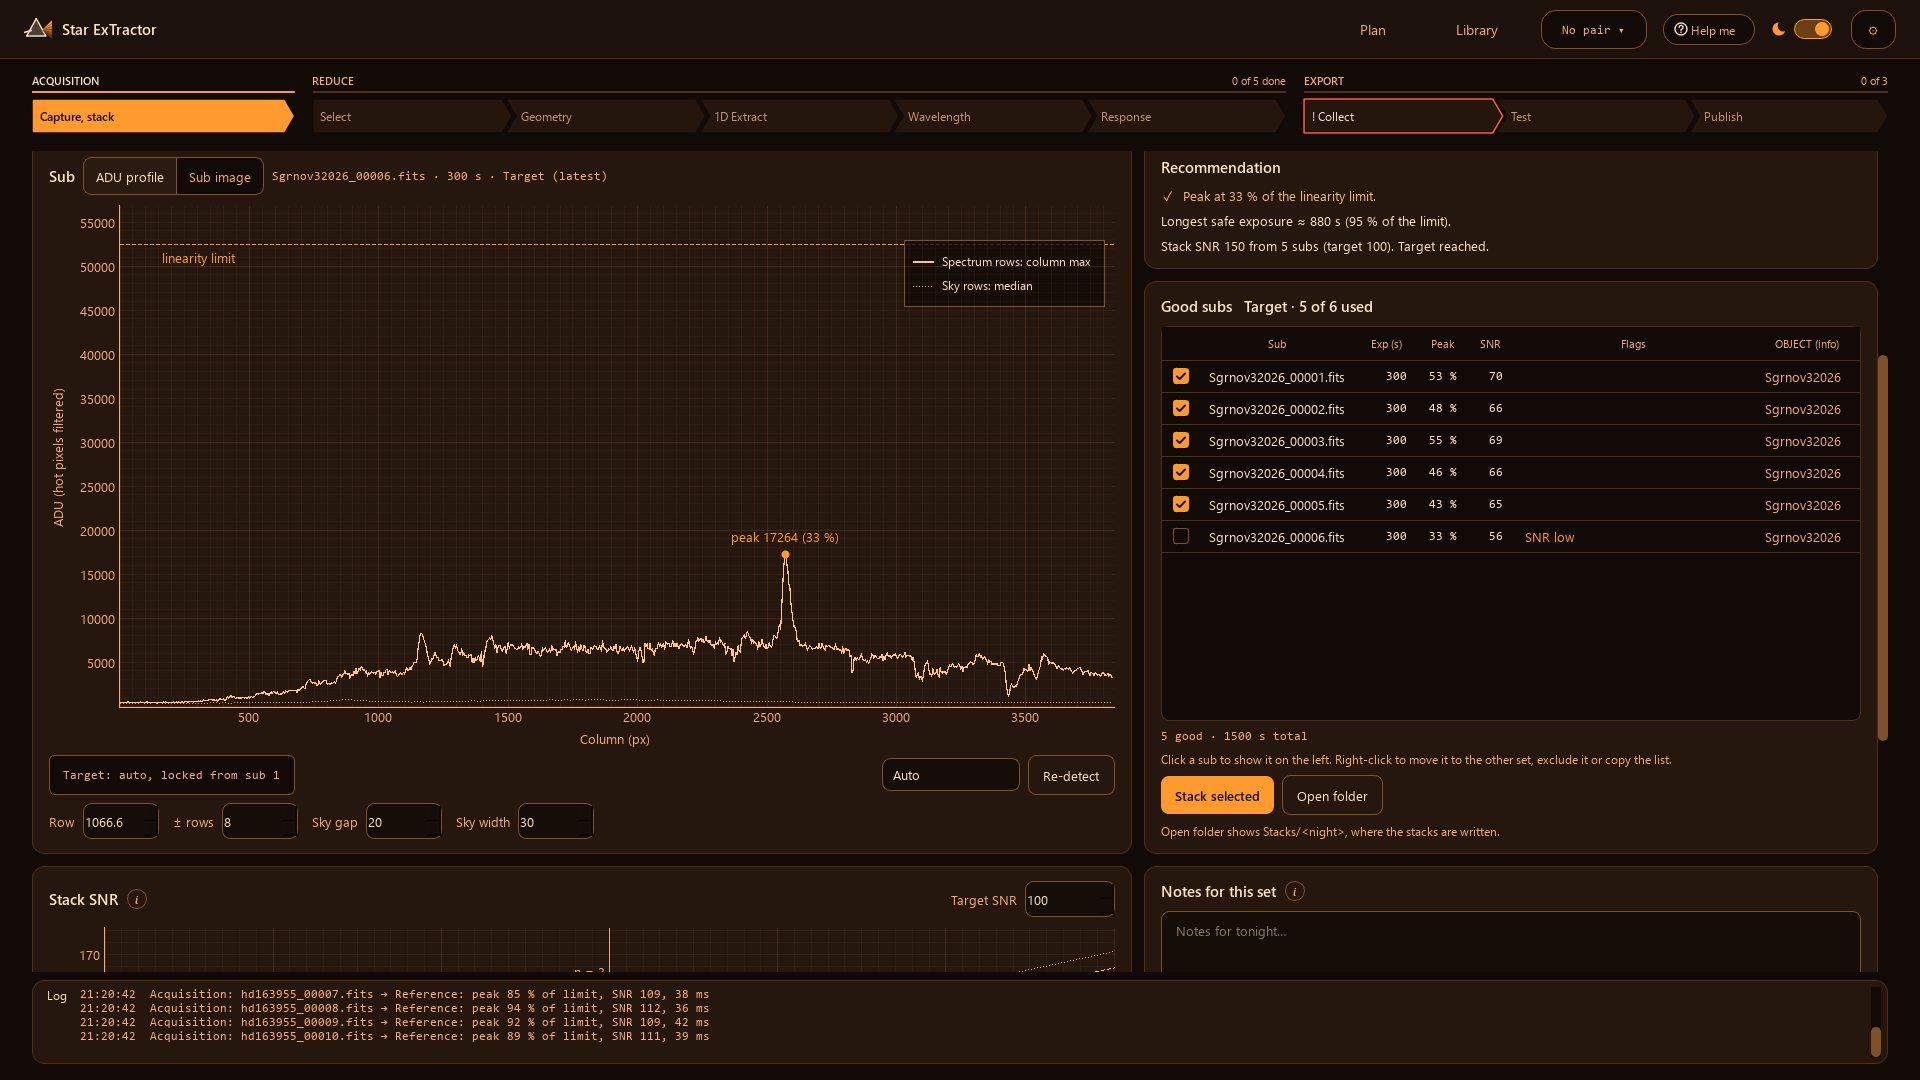 Star ExTractor
Plan
Library
No pair ▾
? Help me
⚙
ACQUISITION
REDUCE
0 of 5 done
EXPORT
0 of 3
Capture, stack
Select
Geometry
1D Extract
Wavelength
Response
! Collect
Test
Publish
Sub
ADU profile
Sub image
Sgrnov32026_00006.fits · 300 s · Target (latest)
55000
50000
45000
40000
35000
30000
25000
20000
15000
10000
5000
ADU (hot pixels filtered)
linearity limit
Spectrum rows: column max
Sky rows: median
peak 17264 (33 %)
500 1000 1500 2000 2500 3000 3500
Column (px)
Target: auto, locked from sub 1
Auto
Re-detect
Row 1066.6 ± rows 8 Sky gap 20 Sky width 30
Recommendation
✓ Peak at 33 % of the linearity limit.
Longest safe exposure ≈ 880 s (95 % of the limit).
Stack SNR 150 from 5 subs (target 100). Target reached.
Good subs Target · 5 of 6 used
Sub Exp (s) Peak SNR Flags OBJECT (info)
Sgrnov32026_00001.fits 300 53 % 70 Sgrnov32026
Sgrnov32026_00002.fits 300 48 % 66 Sgrnov32026
Sgrnov32026_00003.fits 300 55 % 69 Sgrnov32026
Sgrnov32026_00004.fits 300 46 % 66 Sgrnov32026
Sgrnov32026_00005.fits 300 43 % 65 Sgrnov32026
Sgrnov32026_00006.fits 300 33 % 56 SNR low Sgrnov32026
5 good · 1500 s total
Click a sub to show it on the left. Right-click to move it to the other set, exclude it or copy the list.
Stack selected
Open folder
Open folder shows Stacks/<night>, where the stacks are written.
Stack SNR i
Target SNR 100
170
Notes for this set i
Notes for tonight...
Log
21:20:42 Acquisition: hd163955_00007.fits → Reference: peak 85 % of limit, SNR 109, 38 ms
21:20:42 Acquisition: hd163955_00008.fits → Reference: peak 94 % of limit, SNR 112, 36 ms
21:20:42 Acquisition: hd163955_00009.fits → Reference: peak 92 % of limit, SNR 109, 42 ms
21:20:42 Acquisition: hd163955_00010.fits → Reference: peak 89 % of limit, SNR 111, 39 ms